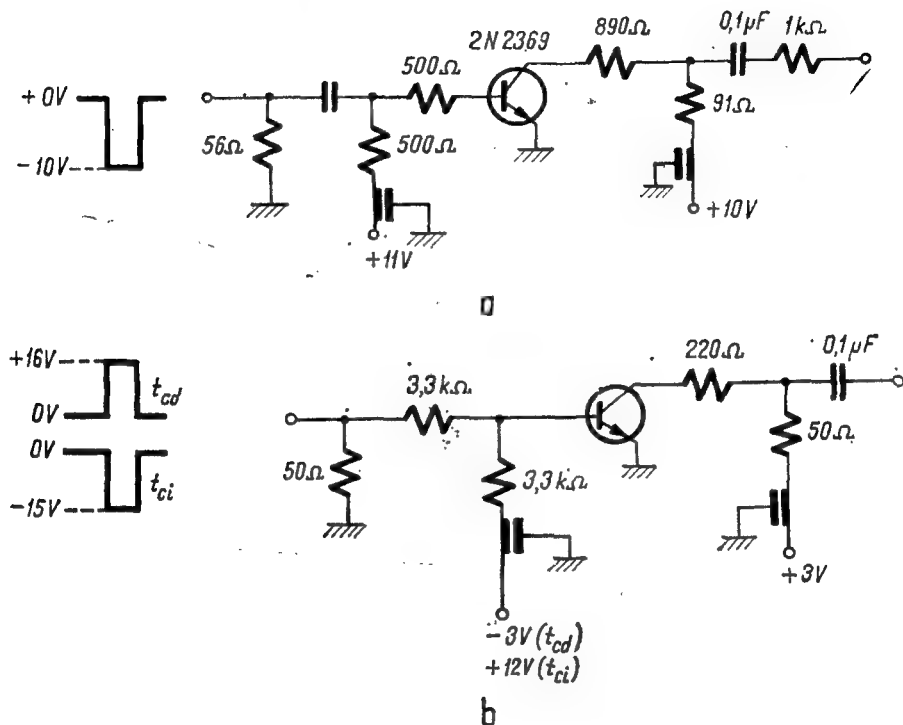 2N2369
890Ω
0,1μF
1kΩ
500Ω
+0V
-10V
56Ω
500Ω
91Ω
+11V
+10V
a
+16V
0V
t_cd
0V
-15V
t_ci
3,3kΩ
220Ω
0,1μF
50Ω
3,3kΩ
50Ω
+3V
-3V(t_cd)
+12V(t_ci)
b